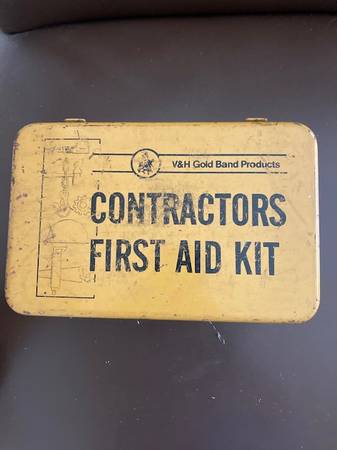 V&H Gold Band Products
CONTRACTORS
FIRST AID KIT